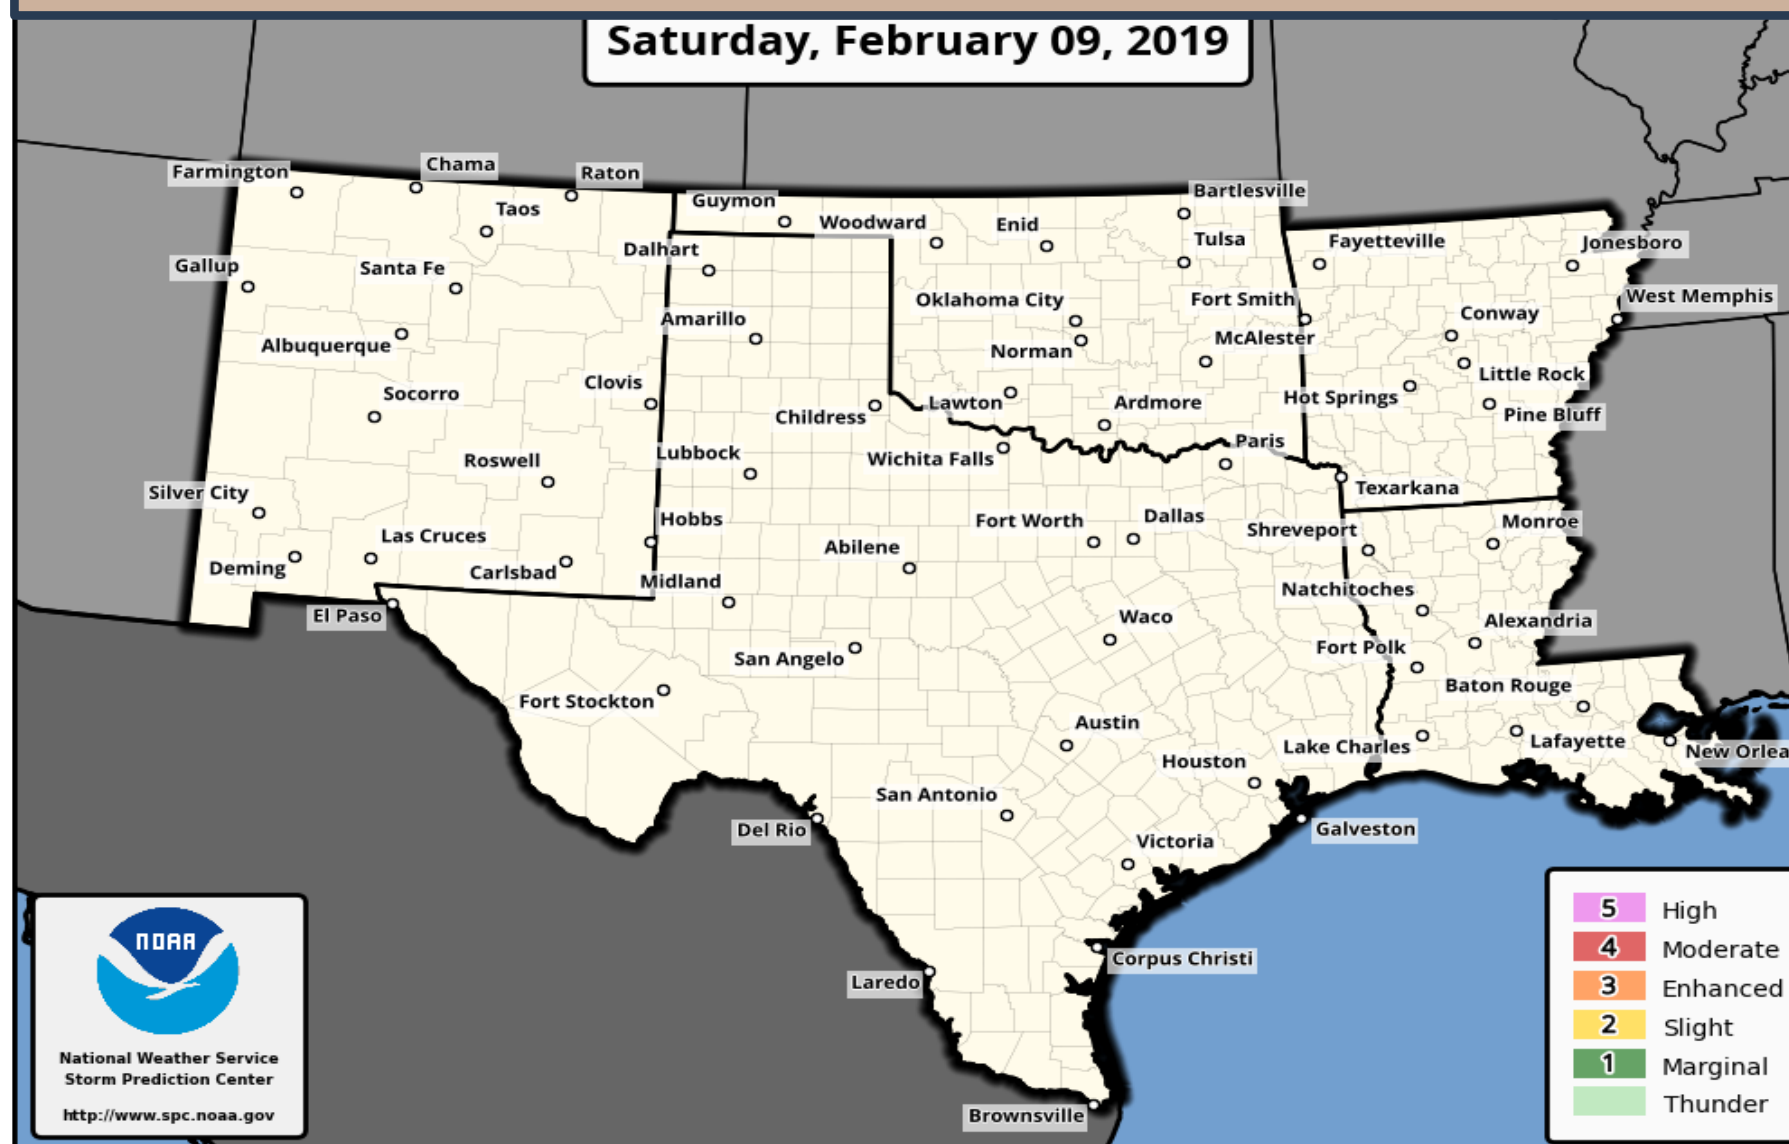 Saturday, February 09, 2019
Farmington
Chama
Raton
Taos
Guymon
Woodward
Enid
Bartlesville
Tulsa
Fayetteville
Jonesboro
Gallup
Santa Fe
Dalhart
Oklahoma City
Fort Smith
Conway
West Memphis
Albuquerque
Amarillo
Norman
McAlester
Little Rock
Socorro
Clovis
Childress
Lawton
Ardmore
Hot Springs
Pine Bluff
Roswell
Lubbock
Wichita Falls
Paris
Texarkana
Silver City
Las Cruces
Hobbs
Abilene
Fort Worth
Dallas
Shreveport
Monroe
Deming
Carlsbad
Midland
Natchitoches
El Paso
San Angelo
Waco
Fort Polk
Alexandria
Fort Stockton
Austin
Baton Rouge
Houston
Lake Charles
Lafayette
New Orlea
San Antonio
Del Rio
Victoria
Galveston
Laredo
Corpus Christi
Brownsville
NOAA
National Weather Service
Storm Prediction Center
http://www.spc.noaa.gov
5 High
4 Moderate
3 Enhanced
2 Slight
1 Marginal
Thunder